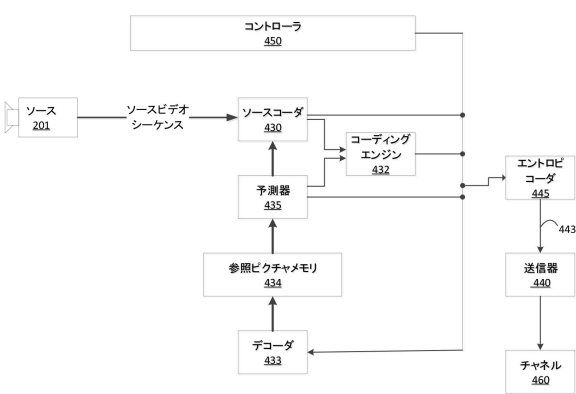 コントローラ
450
ソース
201
ソースビデオ
シーケンス
ソースコーダ
430
コーディング
エンジン
432
エントロピ
コーダ
445
予測器
435
443
参照ピクチャメモリ
434
送信器
440
デコーダ
433
チャネル
460